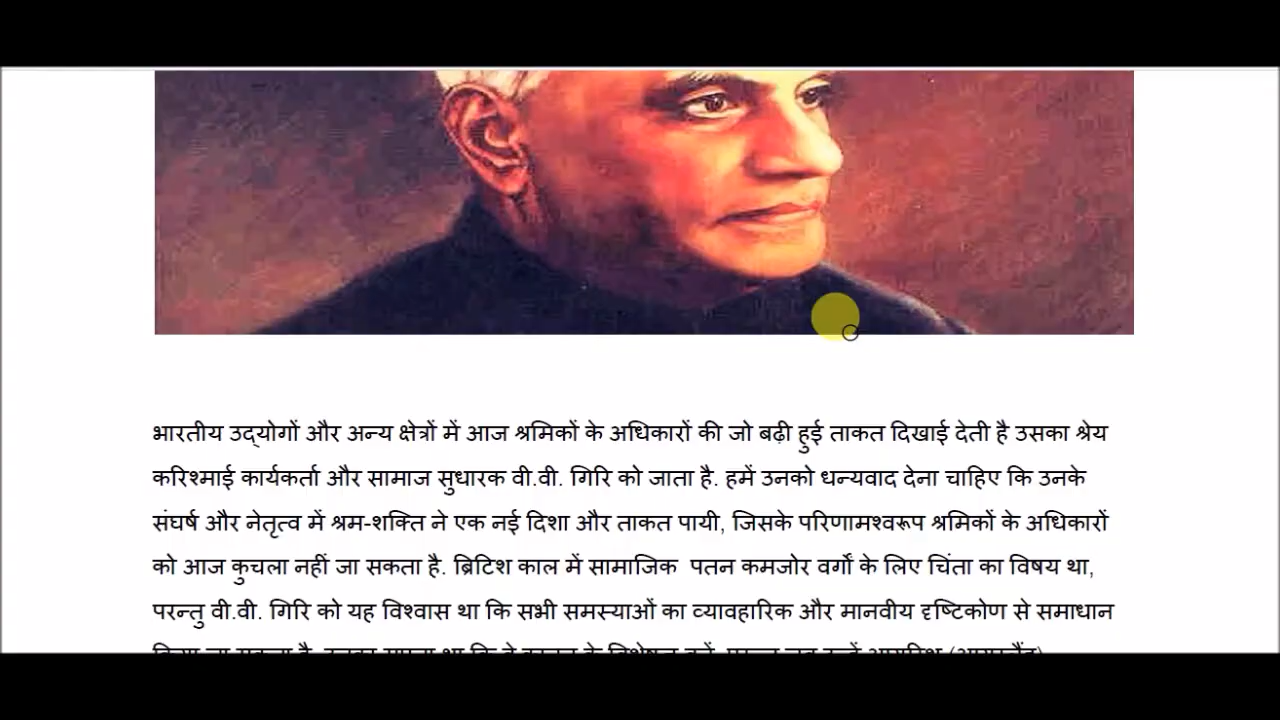 भारतीय उद्योगों और अन्य क्षेत्रों में आज श्रमिकों के अधिकारों की जो बढ़ी हुई ताकत दिखाई देती है उसका श्रेय
करिश्माई कार्यकर्ता और सामाज सुधारक वी.वी. गिरि को जाता है. हमें उनको धन्यवाद देना चाहिए कि उनके
संघर्ष और नेतृत्व में श्रम-शक्ति ने एक नई दिशा और ताकत पायी, जिसके परिणामश्वरूप श्रमिकों के अधिकारों
को आज कुचला नहीं जा सकता है. ब्रिटिश काल में सामाजिक पतन कमजोर वर्गों के लिए चिंता का विषय था,
परन्तु वी.वी. गिरि को यह विश्वास था कि सभी समस्याओं का व्यावहारिक और मानवीय दृष्टिकोण से समाधान